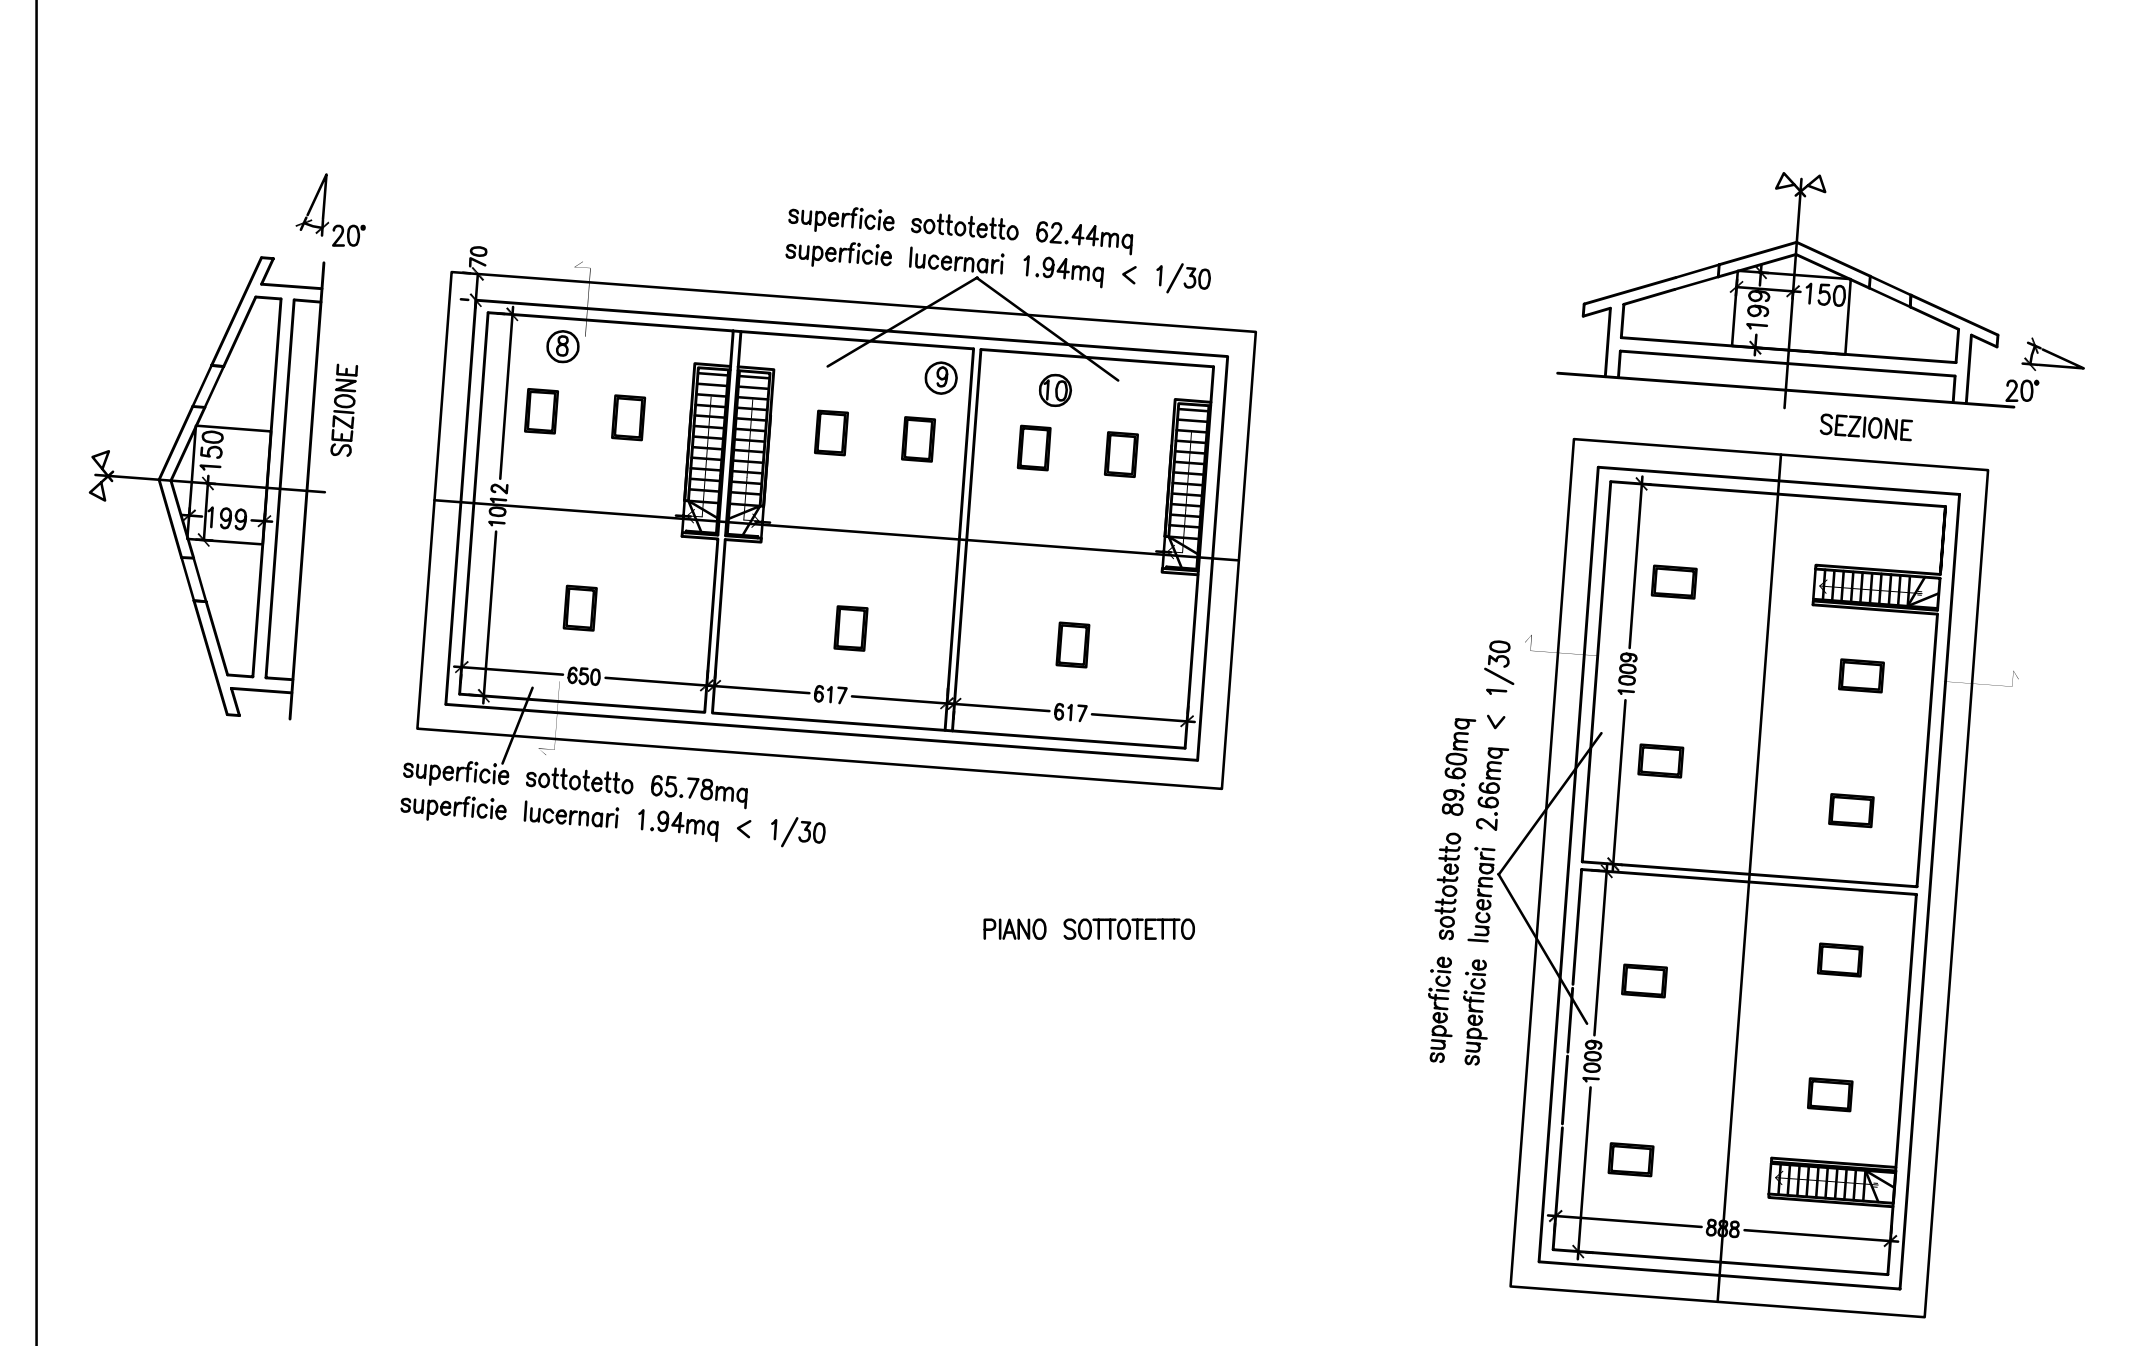 20°
SEZIONE
150
199
70
superficie sottotetto 62.44mq
superficie lucernari 1.94mq < 1/30
8
9
10
1012
650
617
617
superficie sottotetto 65.78mq
superficie lucernari 1.94mq < 1/30
PIANO SOTTOTETTO
199
150
20°
SEZIONE
1009
superficie sottotetto 89.60mq
superficie lucernari 2.66mq < 1/30
1009
888